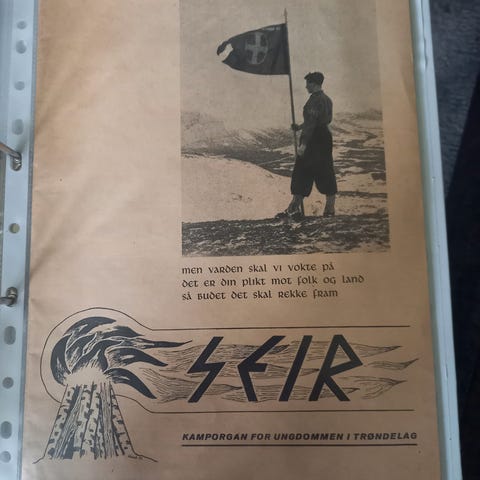 men varden skal vi vokte på
det er din plikt mot folk og land
så budet det skal rekke fram
SEIR
KAMPORGAN FOR UNGDOMMEN I TRØNDELAG